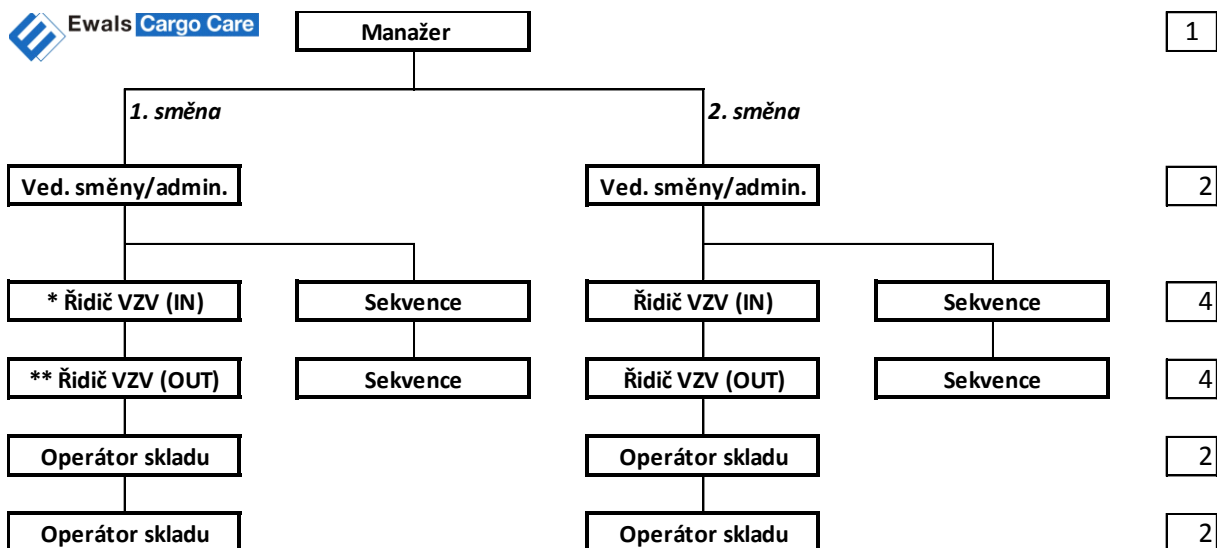 Ewals Cargo Care
Manažer
1
1. směna
2. směna
Ved. směny/admin.
Ved. směny/admin.
2
* Řidič VZV (IN)
Sekvence
Řidič VZV (IN)
Sekvence
4
** Řidič VZV (OUT)
Sekvence
Řidič VZV (OUT)
Sekvence
4
Operátor skladu
Operátor skladu
2
Operátor skladu
Operátor skladu
2